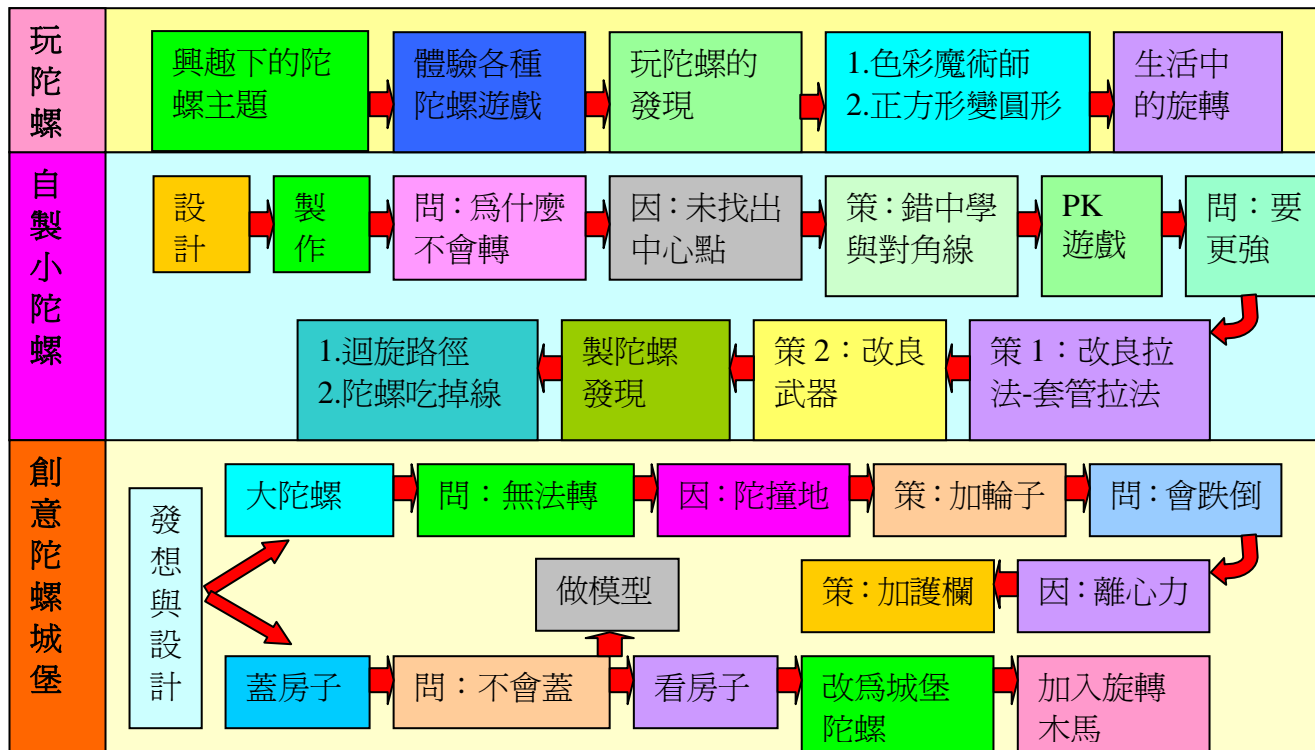 玩陀螺
興趣下的陀
螺主題
體驗各種
陀螺遊戲
玩陀螺的
發現
1.色彩魔術師
2.正方形變圓形
生活中
的旋轉
自製小陀螺
設
計
製
作
問：為什麼
不會轉
因：未找出
中心點
策：錯中學
與對角線
PK
遊戲
問：要
更強
策 1：改良拉
法-套管拉法
策 2：改良
武器
製陀螺
發現
1.迴旋路徑
2.陀螺吃掉線
創意陀螺城堡
發想與設計
大陀螺
問：無法轉
因：陀撞地
策：加輪子
問：會跌倒
因：離心力
策：加護欄
做模型
蓋房子
問：不會蓋
看房子
改為城堡
陀螺
加入旋轉
木馬